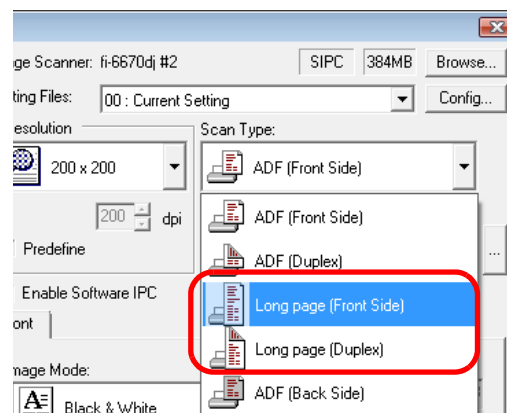 ge Scanner: fi-6670dj #2 SIPC 384MB Browse...
ting Files: 00 : Current Setting Config...
esolution Scan Type:
200 x 200 ADF (Front Side)
200 dpi ADF (Front Side)
Predefine ADF (Duplex) ...
Enable Software IPC Long page (Front Side)
ont Long page (Duplex)
mage Mode:
A Black & White ADF (Back Side)